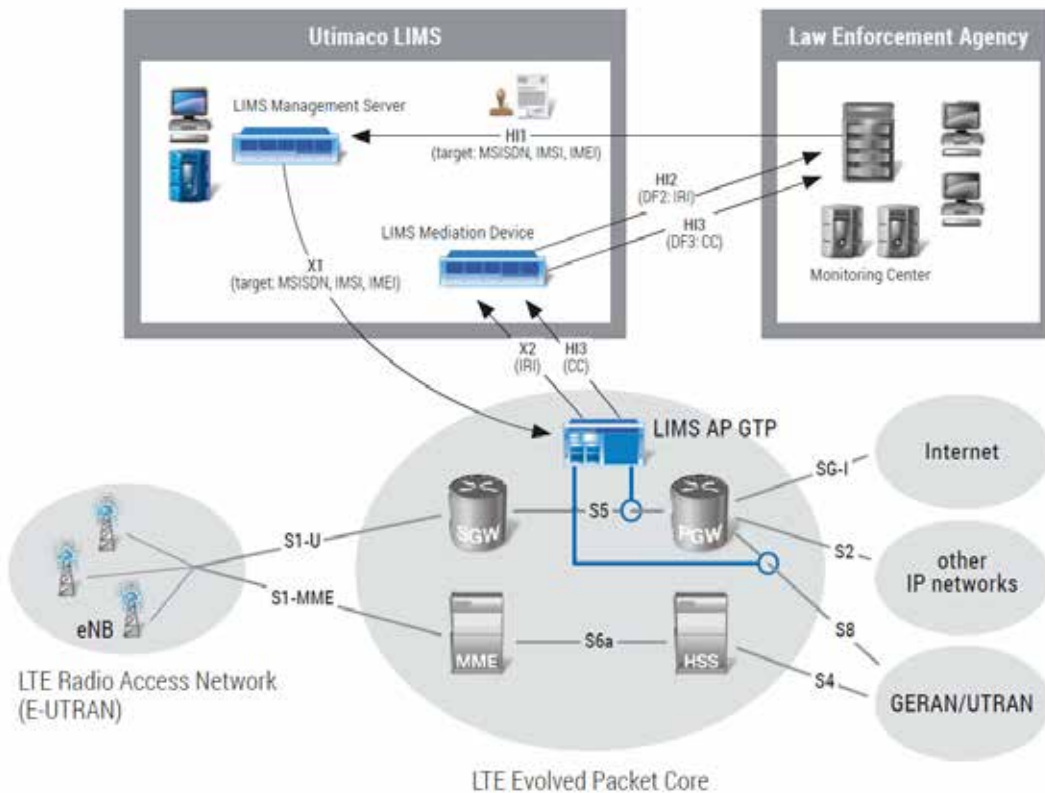 Utimaco LIMS
Law Enforcement Agency
LIMS Management Server
HI1
(target: MSISDN, IMSI, IMEI)
HI2
(DF2: IRI)
HI3
(DF3: CC)
LIMS Mediation Device
Monitoring Center
X1
(target: MSISDN, IMSI, IMEI)
X2
(IRI)
HI3
(CC)
LIMS AP GTP
Internet
SG-I
SGW
S5
PGW
S1-U
S2
other
IP networks
S1-MME
eNB
MME
S6a
HSS
S8
S4
GERAN/UTRAN
LTE Radio Access Network
(E-UTRAN)
LTE Evolved Packet Core